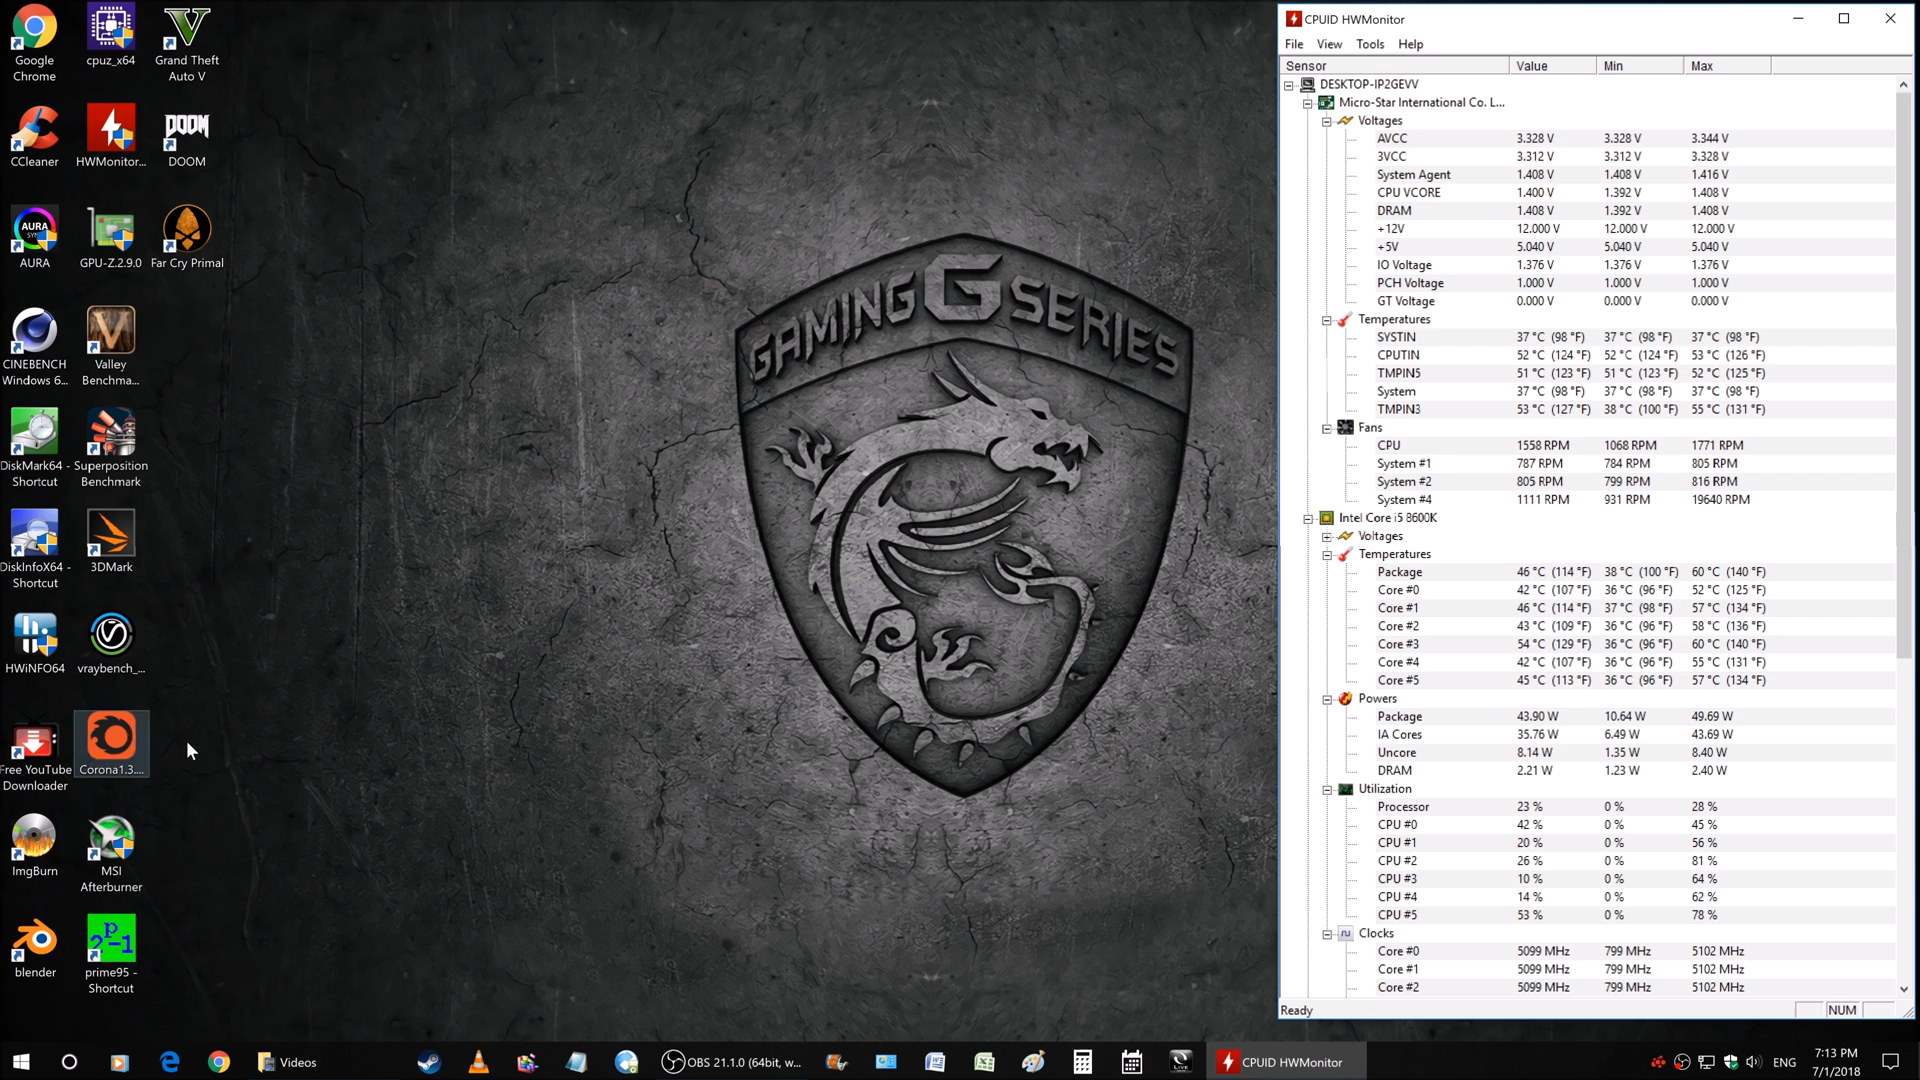 Google
Chrome
cpuz_x64
Grand Theft
Auto V
CCleaner
HWMonitor...
DOOM
DOOM
AURA
SYNC
AURA
GPU-Z.2.9.0
Far Cry Primal
CINEBENCH
Windows 6...
Valley
Benchma...
DiskMark64 -
Shortcut
Superposition
Benchmark
DiskInfoX64 -
Shortcut
3DMark
HWiNFO64
vraybench_...
Free YouTube
Downloader
Corona1.3....
ImgBurn
MSI
Afterburner
blender
p
2-1
prime95 -
Shortcut
GAMING G SERIES
CPUID HWMonitor
File View Tools Help
Sensor Value Min Max
DESKTOP-IP2GEVV
Micro-Star International Co. L...
Voltages
AVCC 3.328 V 3.328 V 3.344 V
3VCC 3.312 V 3.312 V 3.328 V
System Agent 1.408 V 1.408 V 1.416 V
CPU VCORE 1.400 V 1.392 V 1.408 V
DRAM 1.408 V 1.392 V 1.408 V
+12V 12.000 V 12.000 V 12.000 V
+5V 5.040 V 5.040 V 5.040 V
IO Voltage 1.376 V 1.376 V 1.376 V
PCH Voltage 1.000 V 1.000 V 1.000 V
GT Voltage 0.000 V 0.000 V 0.000 V
Temperatures
SYSTIN 37 °C (98 °F) 37 °C (98 °F) 37 °C (98 °F)
CPUTIN 52 °C (124 °F) 52 °C (124 °F) 53 °C (126 °F)
TMPIN5 51 °C (123 °F) 51 °C (123 °F) 52 °C (125 °F)
System 37 °C (98 °F) 37 °C (98 °F) 37 °C (98 °F)
TMPIN3 53 °C (127 °F) 38 °C (100 °F) 55 °C (131 °F)
Fans
CPU 1558 RPM 1068 RPM 1771 RPM
System #1 787 RPM 784 RPM 805 RPM
System #2 805 RPM 799 RPM 816 RPM
System #4 1111 RPM 931 RPM 19640 RPM
Intel Core i5 8600K
Voltages
Temperatures
Package 46 °C (114 °F) 38 °C (100 °F) 60 °C (140 °F)
Core #0 42 °C (107 °F) 36 °C (96 °F) 52 °C (125 °F)
Core #1 46 °C (114 °F) 37 °C (98 °F) 57 °C (134 °F)
Core #2 43 °C (109 °F) 36 °C (96 °F) 58 °C (136 °F)
Core #3 54 °C (129 °F) 36 °C (96 °F) 60 °C (140 °F)
Core #4 42 °C (107 °F) 36 °C (96 °F) 55 °C (131 °F)
Core #5 45 °C (113 °F) 36 °C (96 °F) 57 °C (134 °F)
Powers
Package 43.90 W 10.64 W 49.69 W
IA Cores 35.76 W 6.49 W 43.69 W
Uncore 8.14 W 1.35 W 8.40 W
DRAM 2.21 W 1.23 W 2.40 W
Utilization
Processor 23 % 0 % 28 %
CPU #0 42 % 0 % 45 %
CPU #1 20 % 0 % 56 %
CPU #2 26 % 0 % 81 %
CPU #3 10 % 0 % 64 %
CPU #4 14 % 0 % 62 %
CPU #5 53 % 0 % 78 %
Clocks
Core #0 5099 MHz 799 MHz 5102 MHz
Core #1 5099 MHz 799 MHz 5102 MHz
Core #2 5099 MHz 799 MHz 5102 MHz
Ready NUM
Videos
OBS 21.1.0 (64bit, w...
LIVE
CPUID HWMonitor
ENG
7:13 PM
7/1/2018